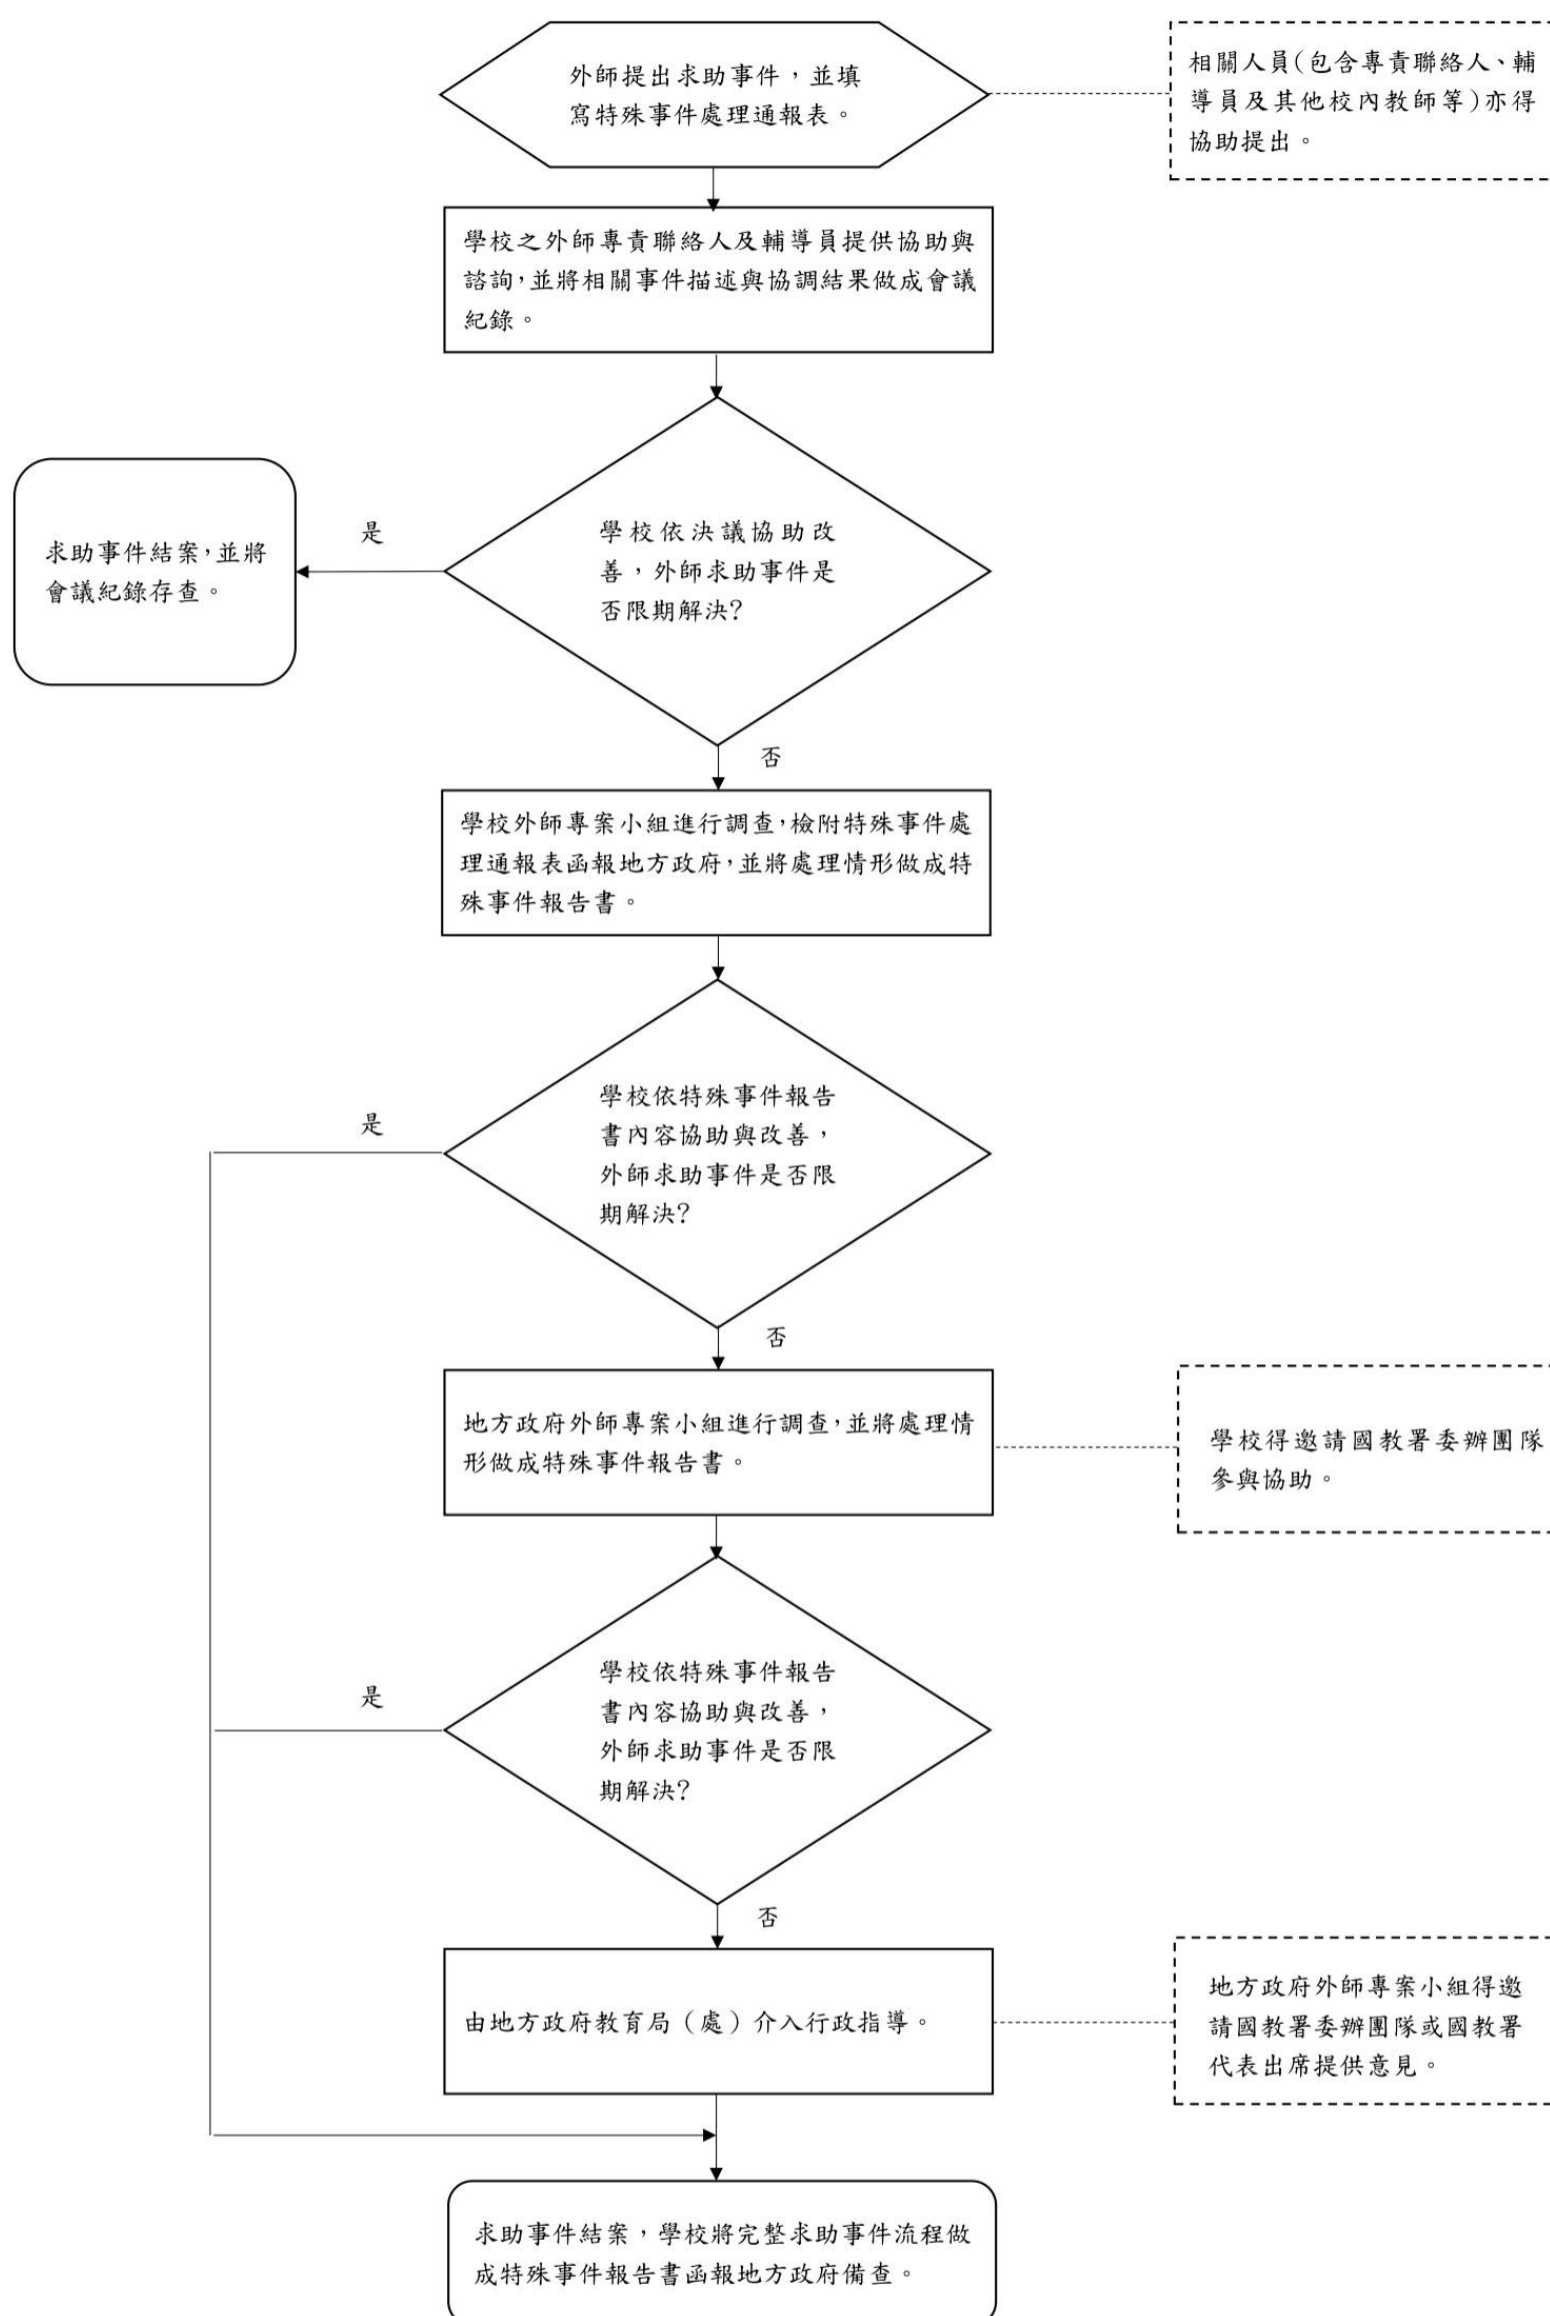 外師提出求助事件，並填
寫特殊事件處理通報表。
相關人員(包含專責聯絡人、輔
導員及其他校內教師等)亦得
協助提出。
學校之外師專責聯絡人及輔導員提供協助與
諮詢，並將相關事件描述與協調結果做成會議
紀錄。
學校依決議協助改
善，外師求助事件是
否限期解決?
是
求助事件結案，並將
會議紀錄存查。
否
學校外師專案小組進行調查，檢附特殊事件處
理通報表函報地方政府，並將處理情形做成特
殊事件報告書。
學校依特殊事件報告
書內容協助與改善，
外師求助事件是否限
期解決?
是
否
地方政府外師專案小組進行調查，並將處理情
形做成特殊事件報告書。
學校得邀請國教署委辦團隊
參與協助。
學校依特殊事件報告
書內容協助與改善，
外師求助事件是否限
期解決?
是
否
由地方政府教育局（處）介入行政指導。
地方政府外師專案小組得邀
請國教署委辦團隊或國教署
代表出席提供意見。
求助事件結案，學校將完整求助事件流程做
成特殊事件報告書函報地方政府備查。